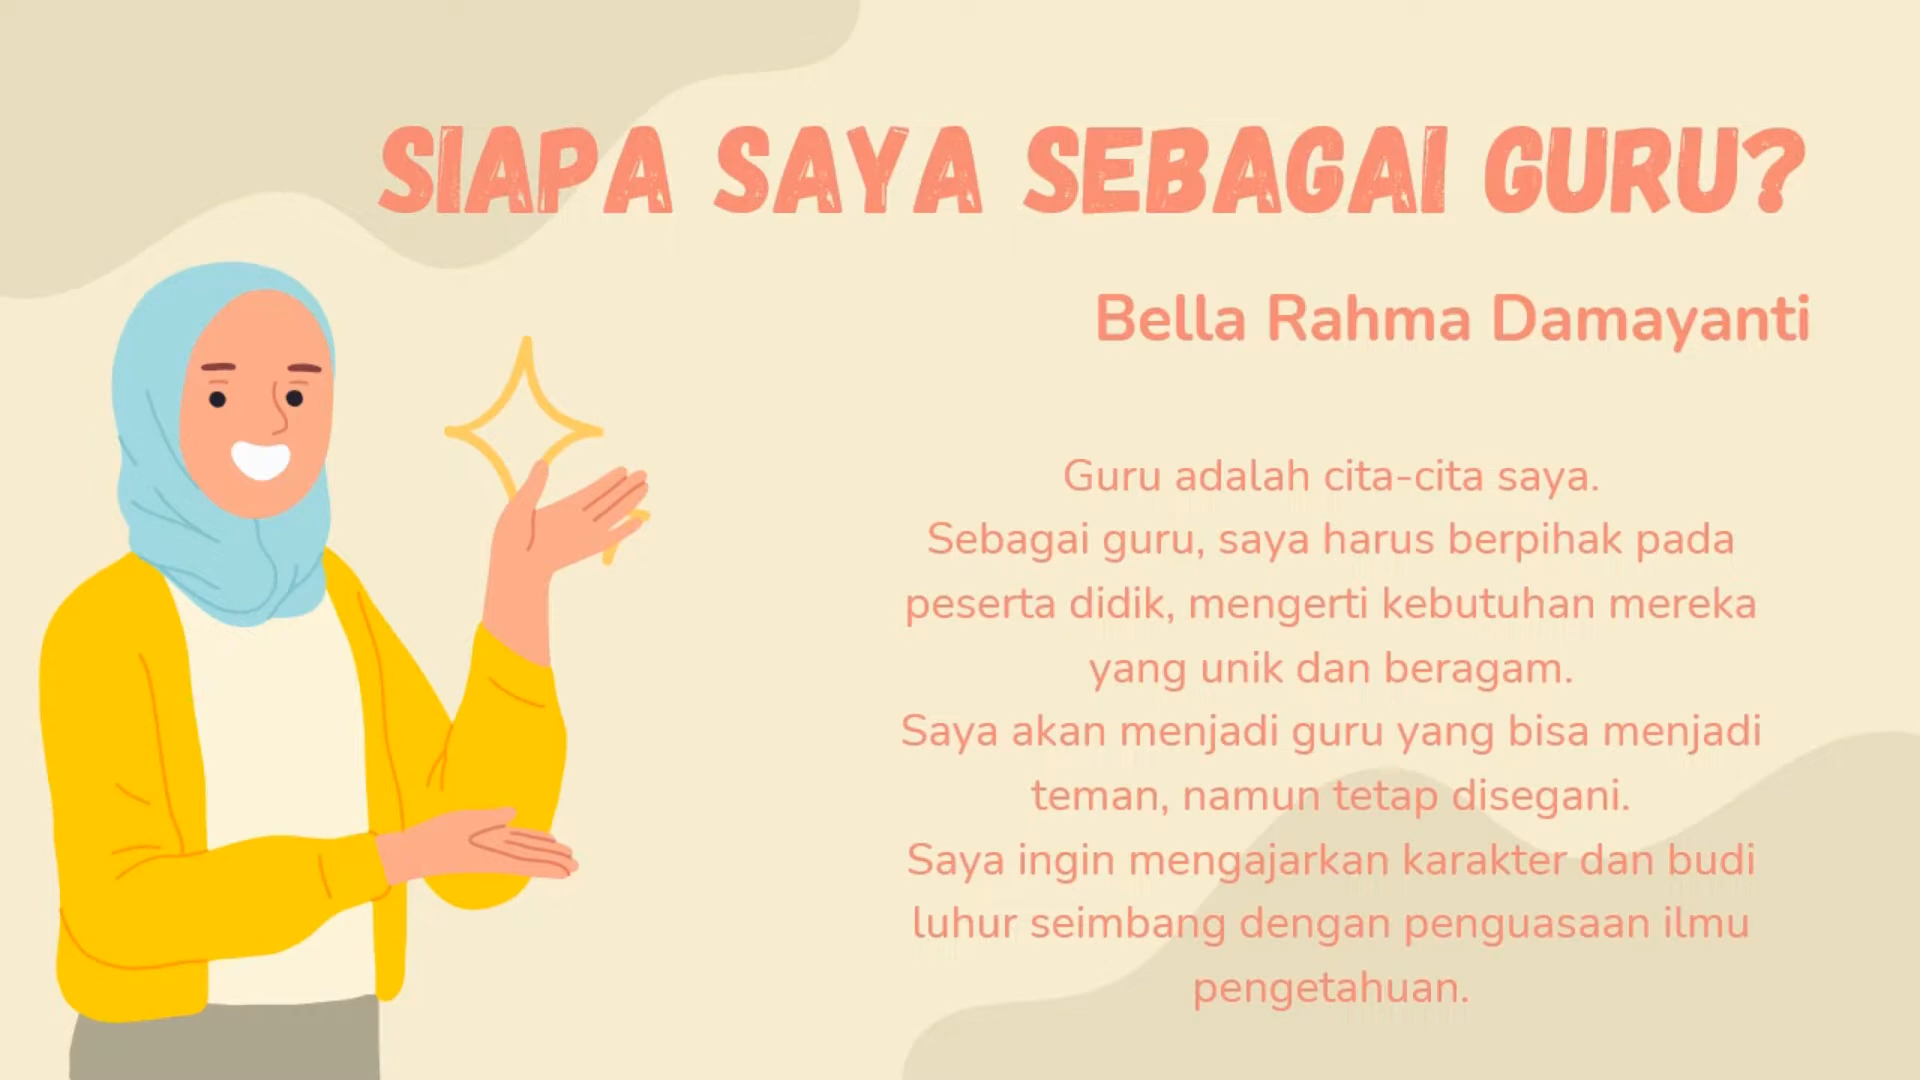 SIAPA SAYA SEBAGAI GURU?
Bella Rahma Damayanti
Guru adalah cita-cita saya.
Sebagai guru, saya harus berpihak pada
peserta didik, mengerti kebutuhan mereka
yang unik dan beragam.
Saya akan menjadi guru yang bisa menjadi
teman, namun tetap disegani.
Saya ingin mengajarkan karakter dan budi
luhur seimbang dengan penguasaan ilmu
pengetahuan.